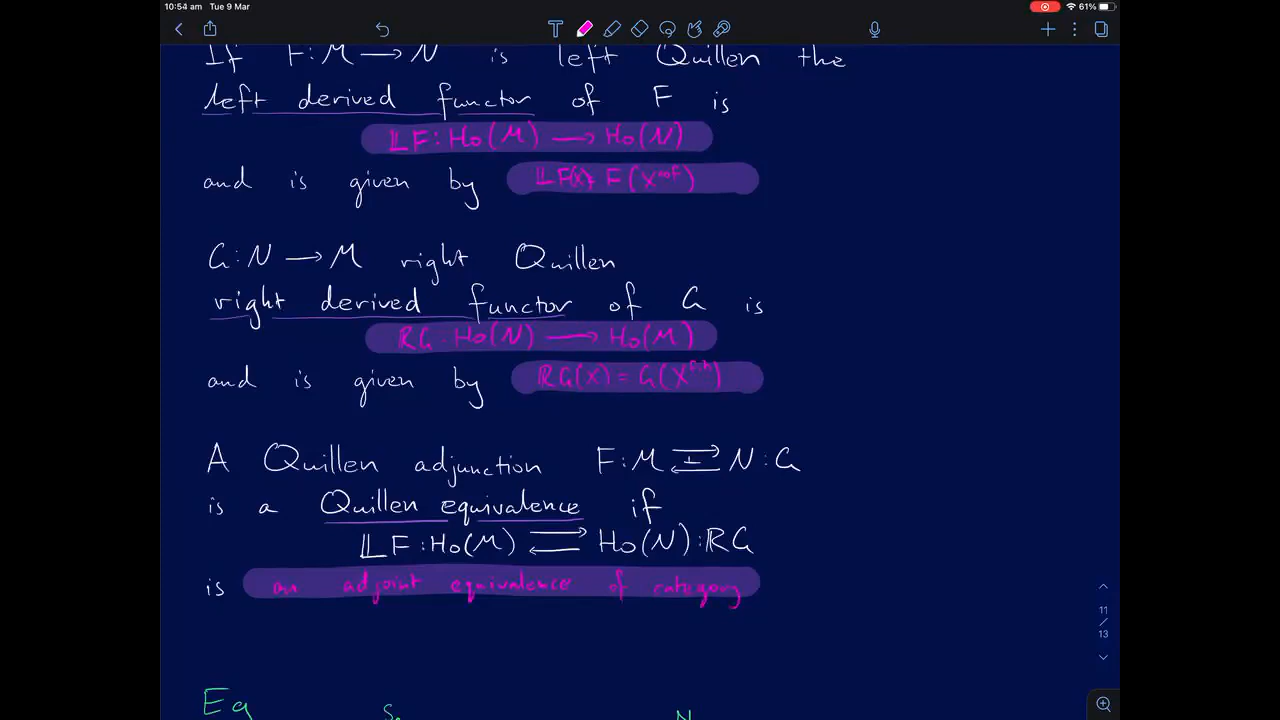 10:54 am Tue 9 Mar
61%
If F:M → N is left Quillen the
left derived functor of F is
𝕃F:Ho(M) → Ho(N)
and is given by 𝕃F(X) = F(X^cof)
G:N → M right Quillen
right derived functor of G is
ℝG:Ho(N) → Ho(M)
and is given by ℝG(X) = G(X^fib)
A Quillen adjunction F:M ⇄ N:G
is a Quillen equivalence if
𝕃F:Ho(M) ⇄ Ho(N):ℝG
is an adjoint equivalence of category
11
/
13
Eg